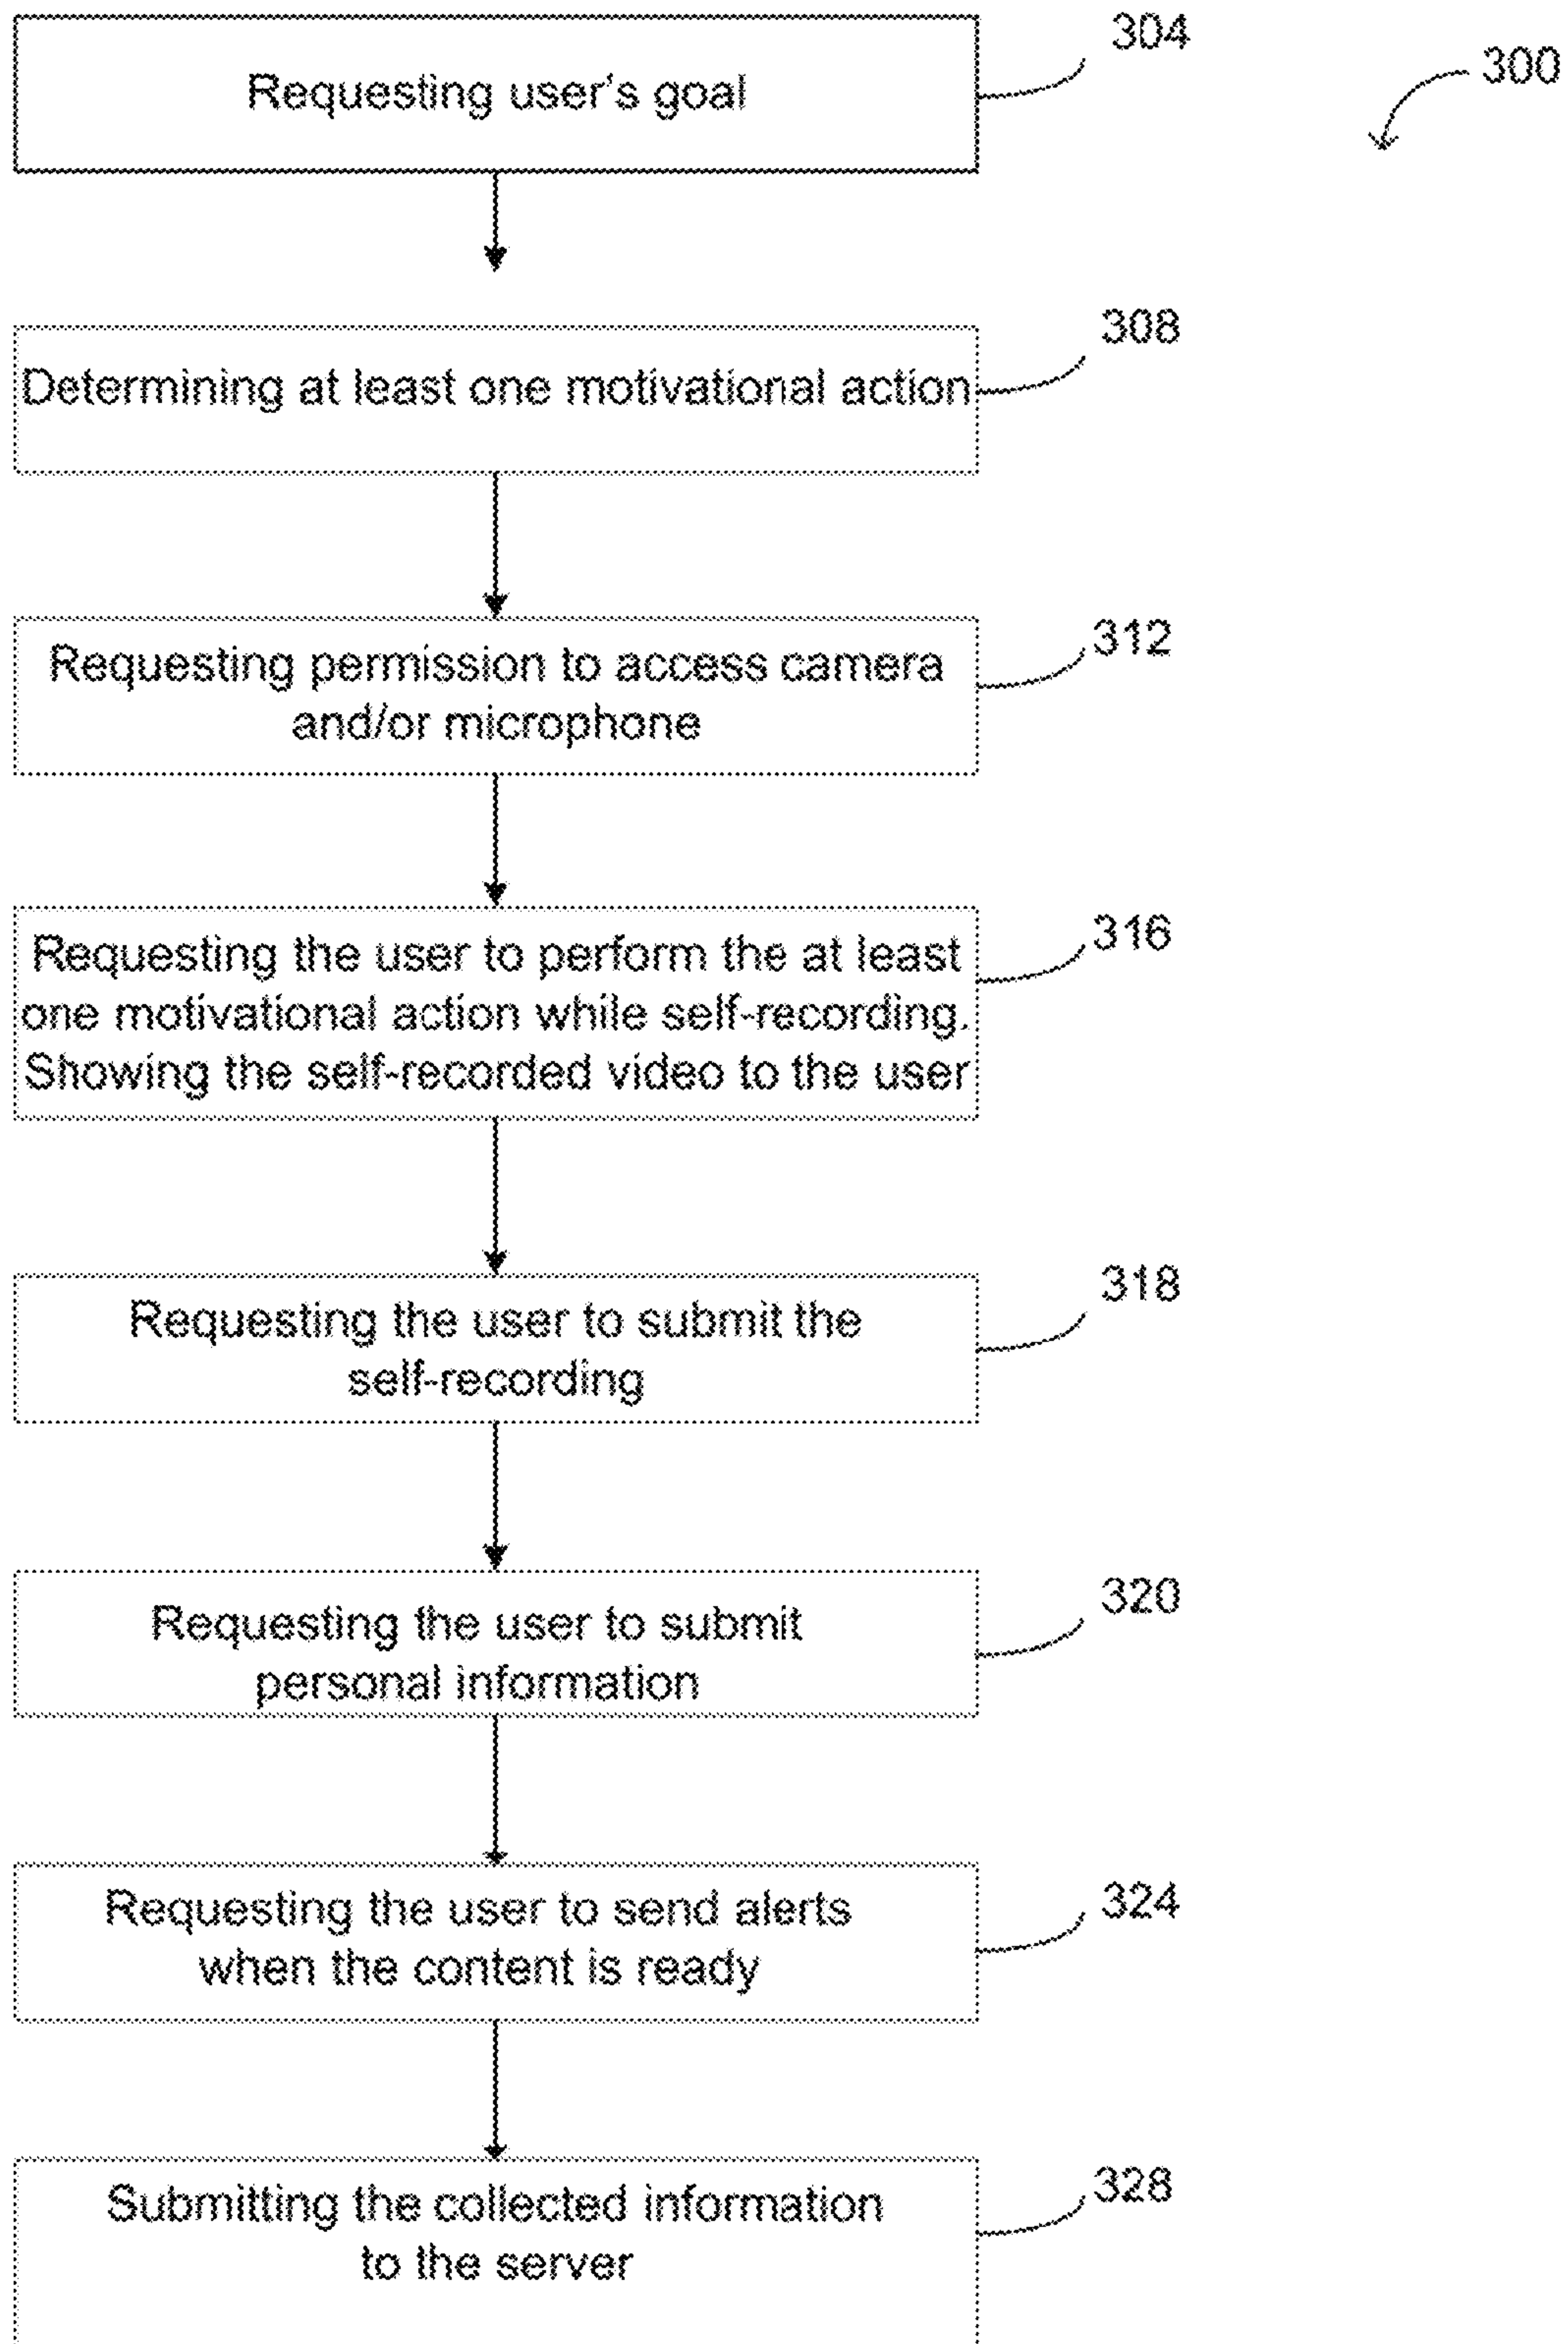 304
300
Requesting user's goal
308
Determining at least one motivational action
312
Requesting permission to access camera
and/or microphone
316
Requesting the user to perform the at least
one motivational action while self-recording.
Showing the self-recorded video to the user
318
Requesting the user to submit the
self-recording
320
Requesting the user to submit
personal information
324
Requesting the user to send alerts
when the content is ready
328
Submitting the collected information
to the server